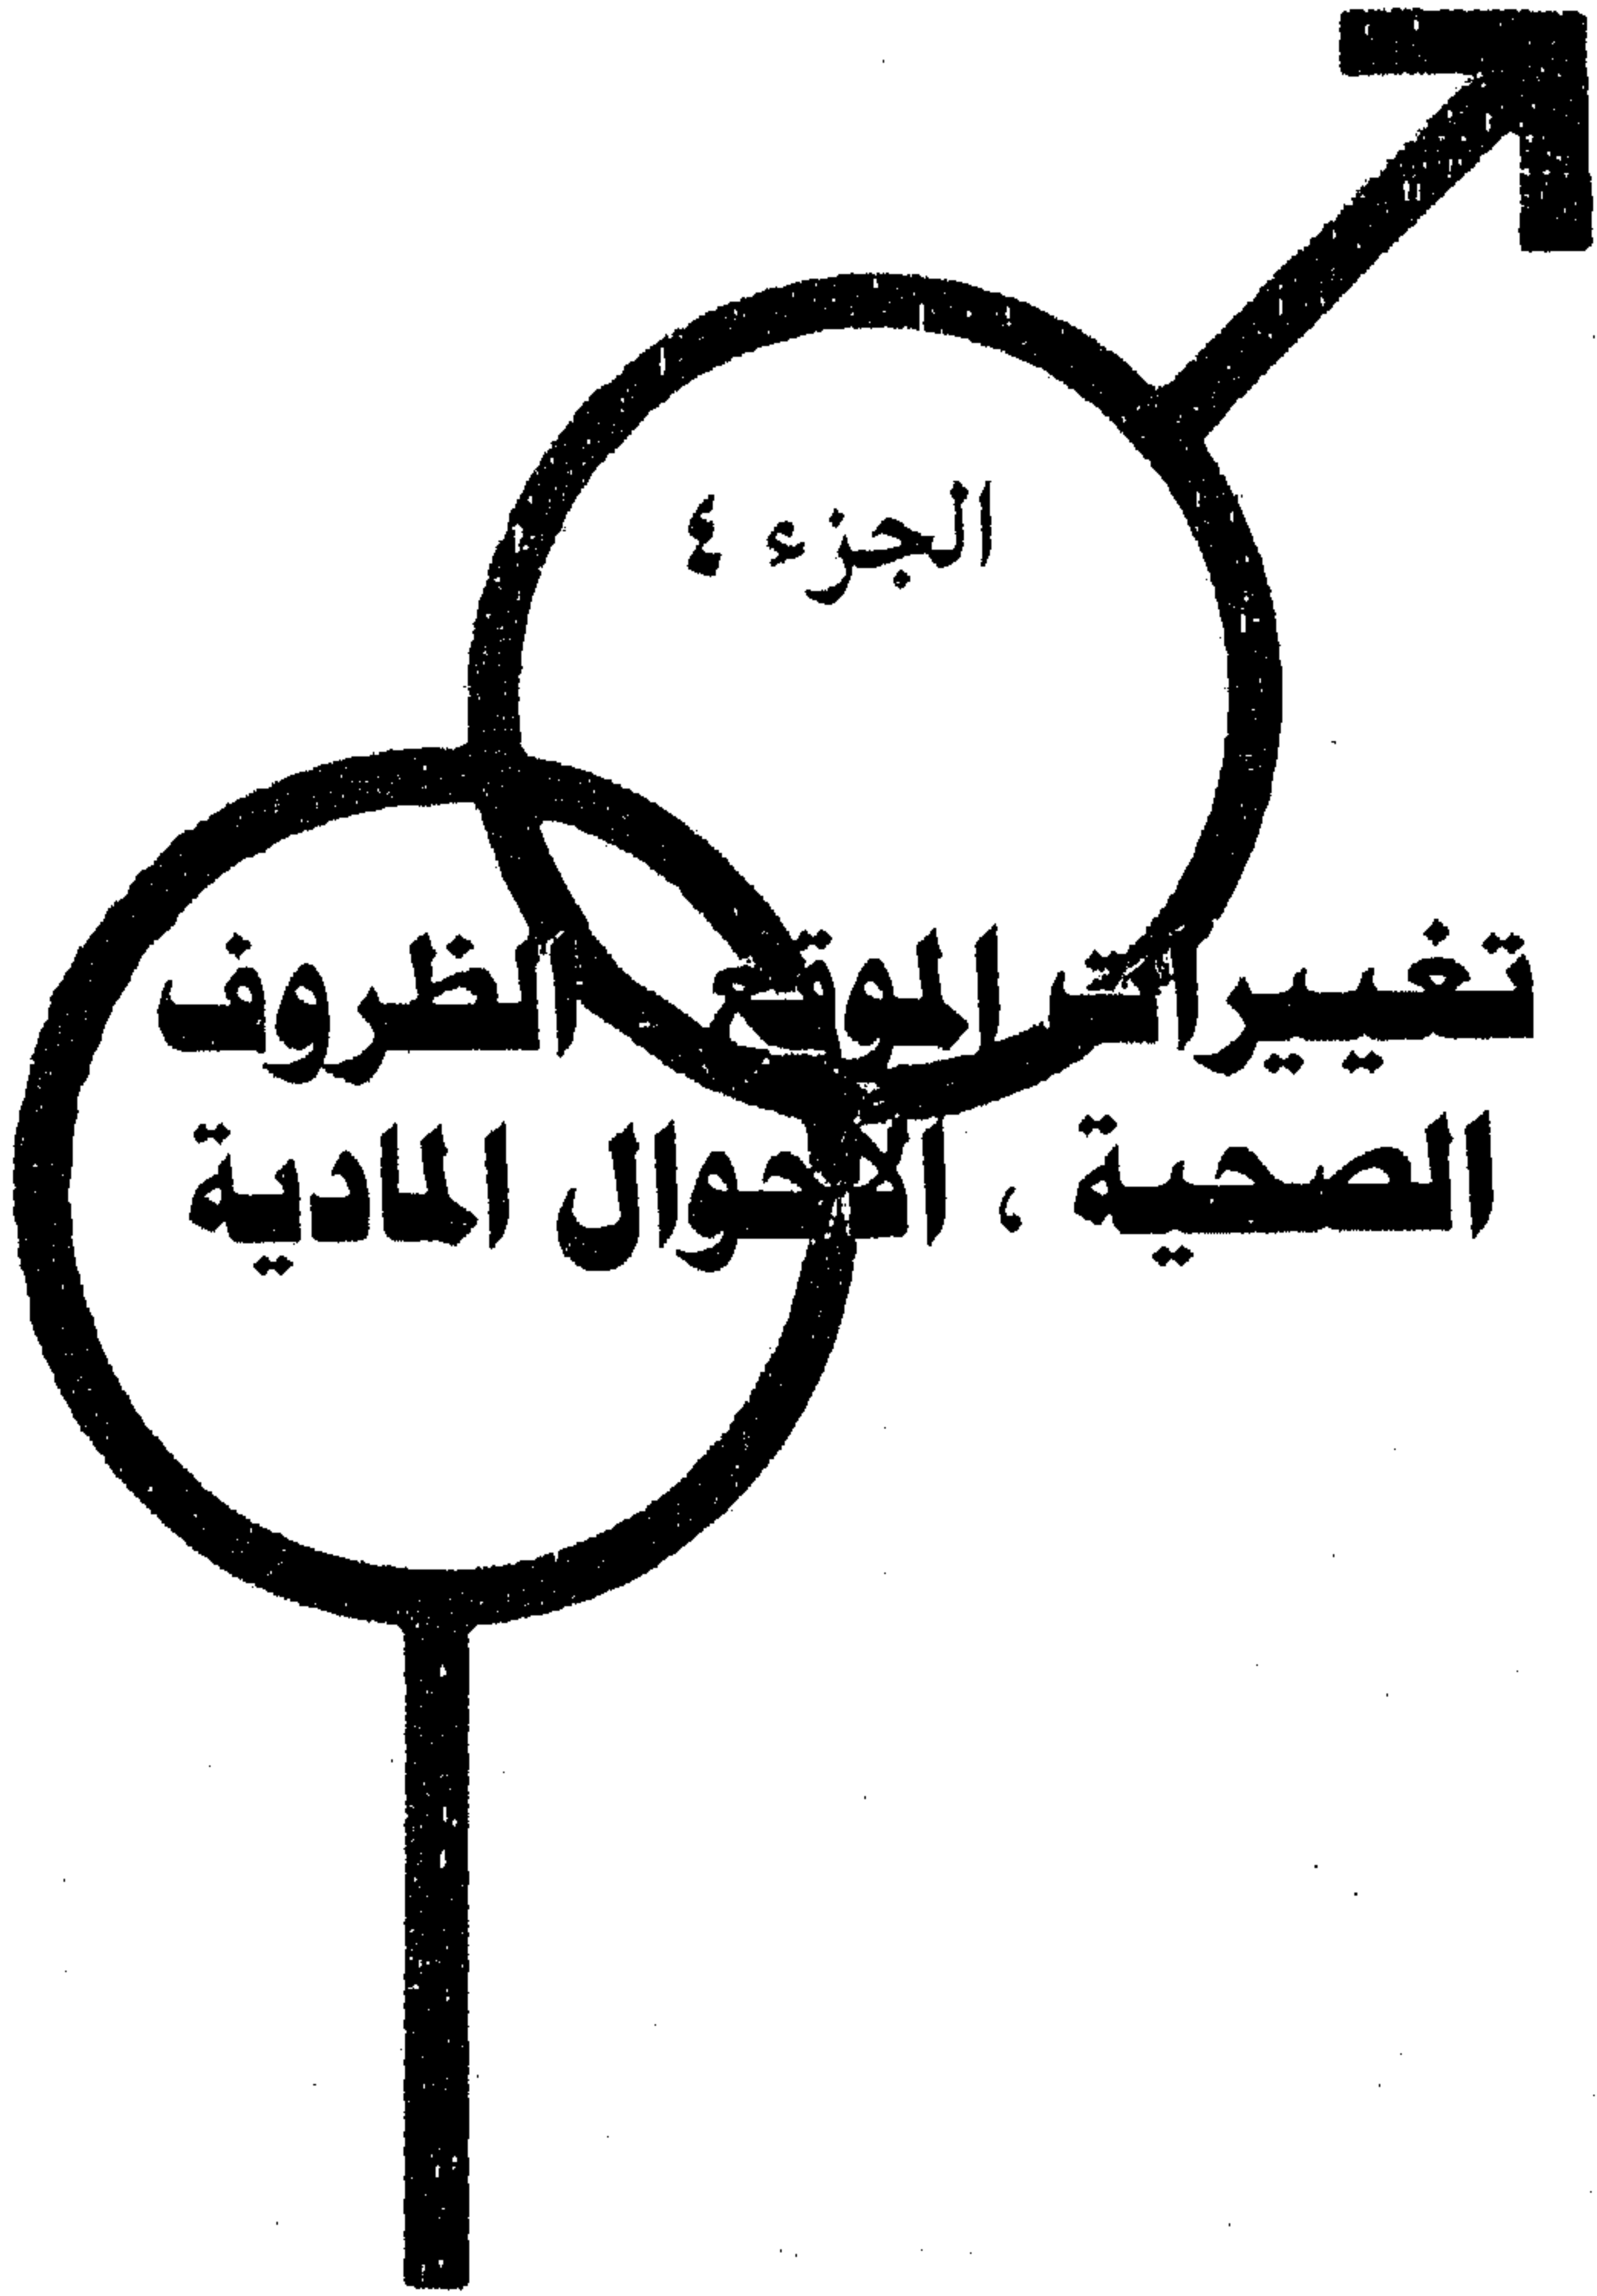 الجزء ٤
تغييرات الموقع الظروف
الصحية ، الأحوال المادية